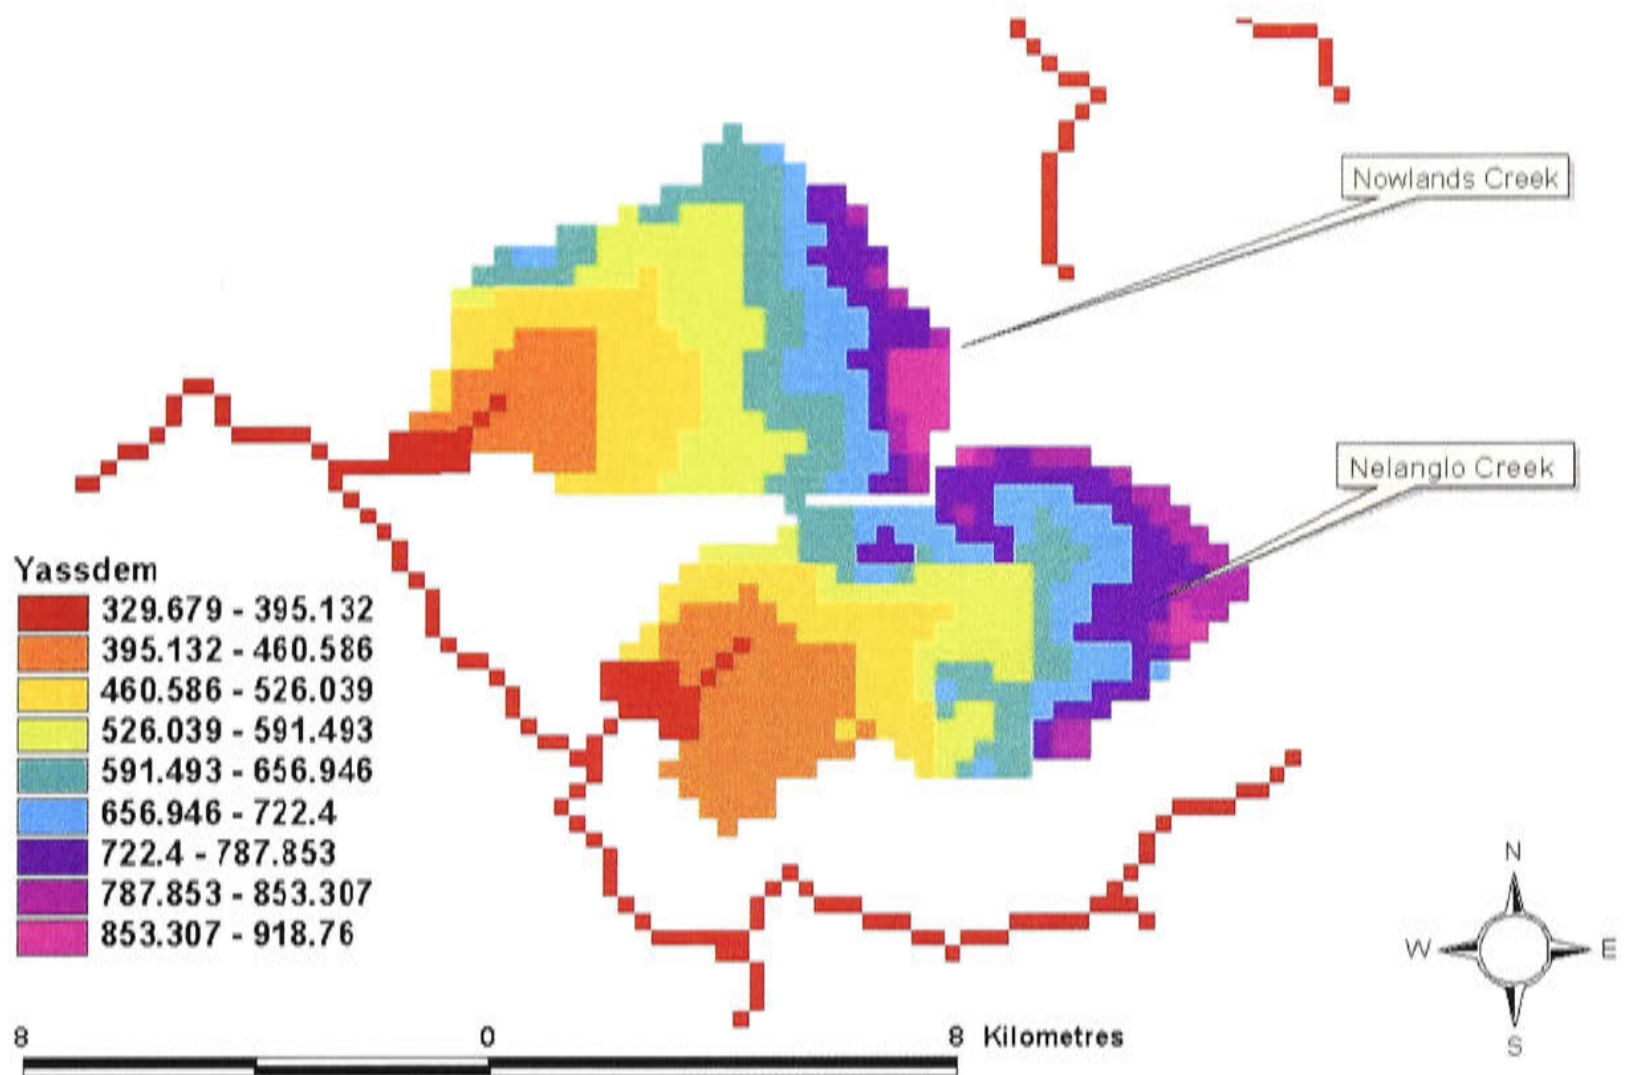 Nowlands Creek
Nelanglo Creek
Yassdem
329.679 - 395.132
395.132 - 460.586
460.586 - 526.039
526.039 - 591.493
591.493 - 656.946
656.946 - 722.4
722.4 - 787.853
787.853 - 853.307
853.307 - 918.76
N
W E
S
8 0 8 Kilometres